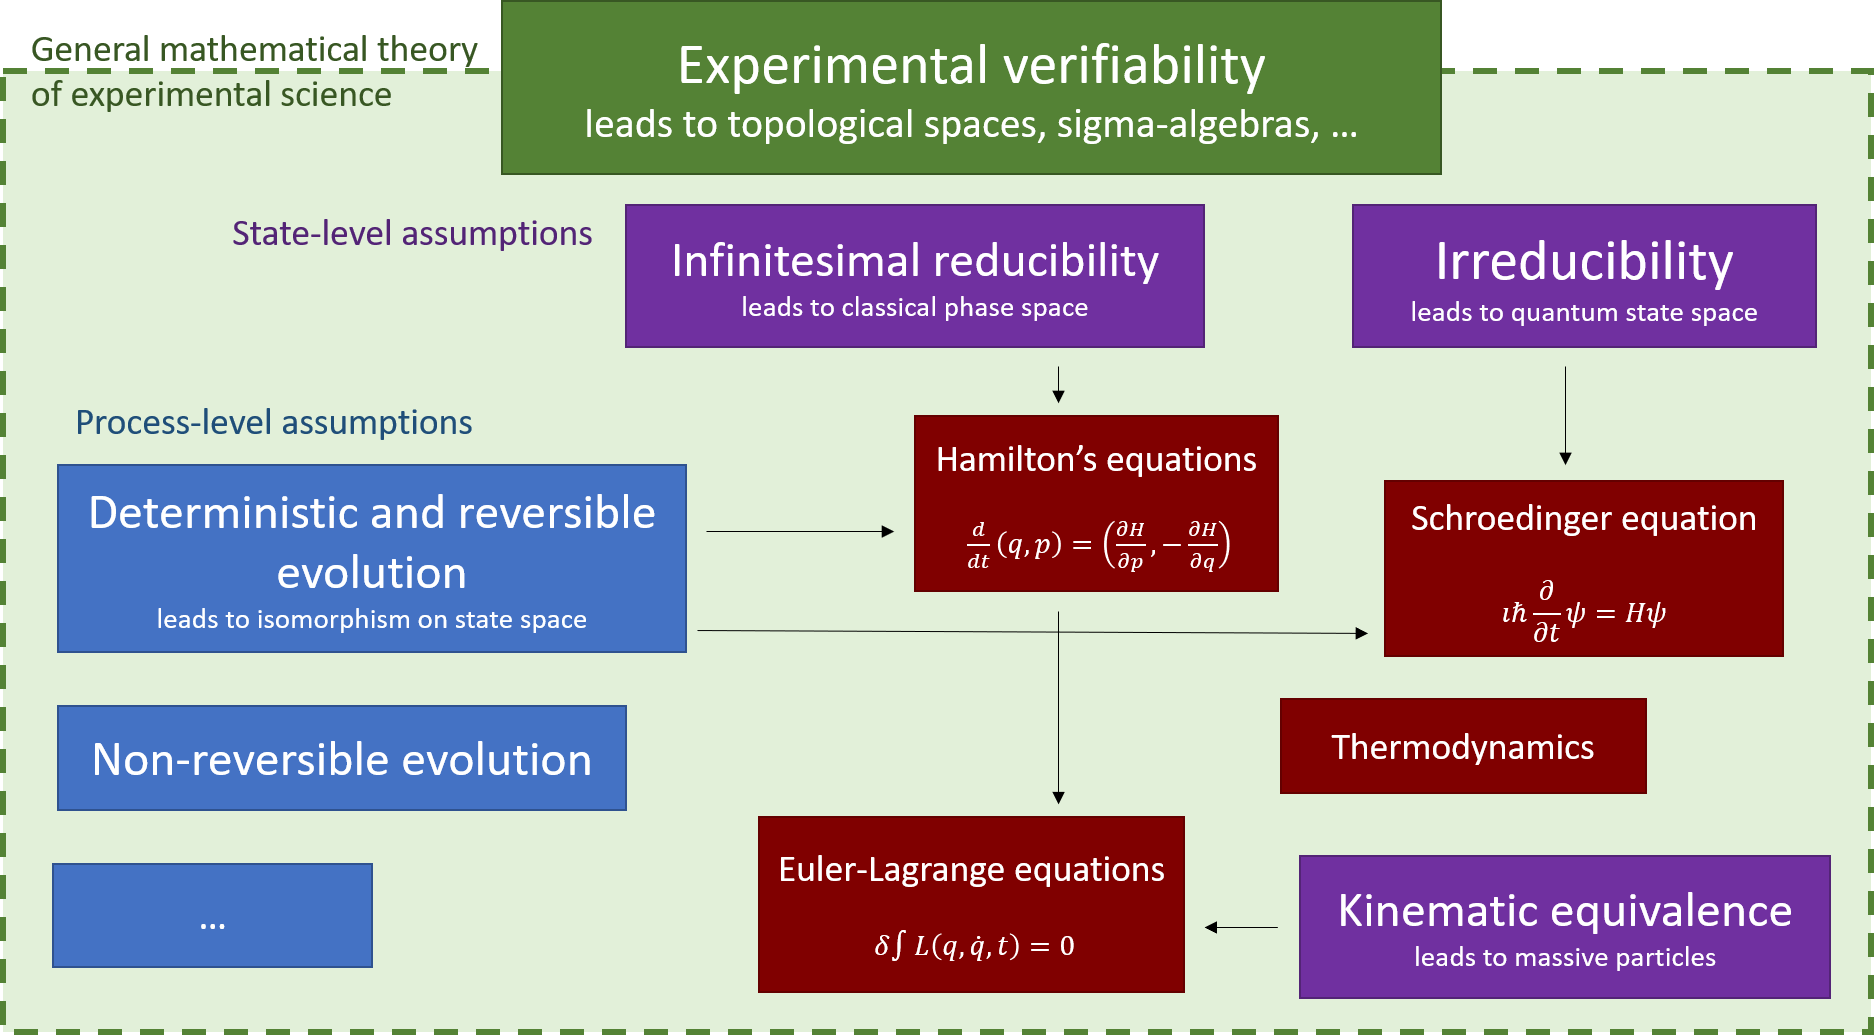 General mathematical theory
of experimental science
Experimental verifiability
leads to topological spaces, sigma-algebras, ...
State-level assumptions
Infinitesimal reducibility
leads to classical phase space
Irreducibility
leads to quantum state space
Process-level assumptions
Deterministic and reversible
evolution
leads to isomorphism on state space
Hamilton’s equations
d/dt (q, p) = (∂H/∂p, −∂H/∂q)
Schroedinger equation
ıħ ∂/∂t ψ = Hψ
Non-reversible evolution
Thermodynamics
...
Euler-Lagrange equations
δ∫ L(q, q̇, t) = 0
Kinematic equivalence
leads to massive particles